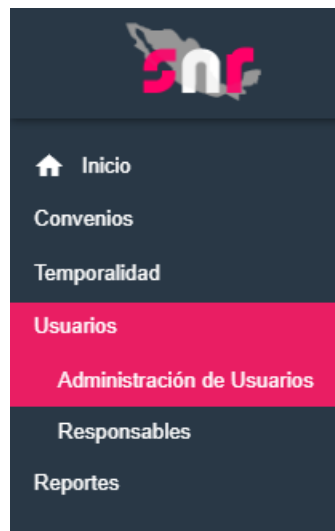 snr
Inicio
Convenios
Temporalidad
Usuarios
Administración de Usuarios
Responsables
Reportes